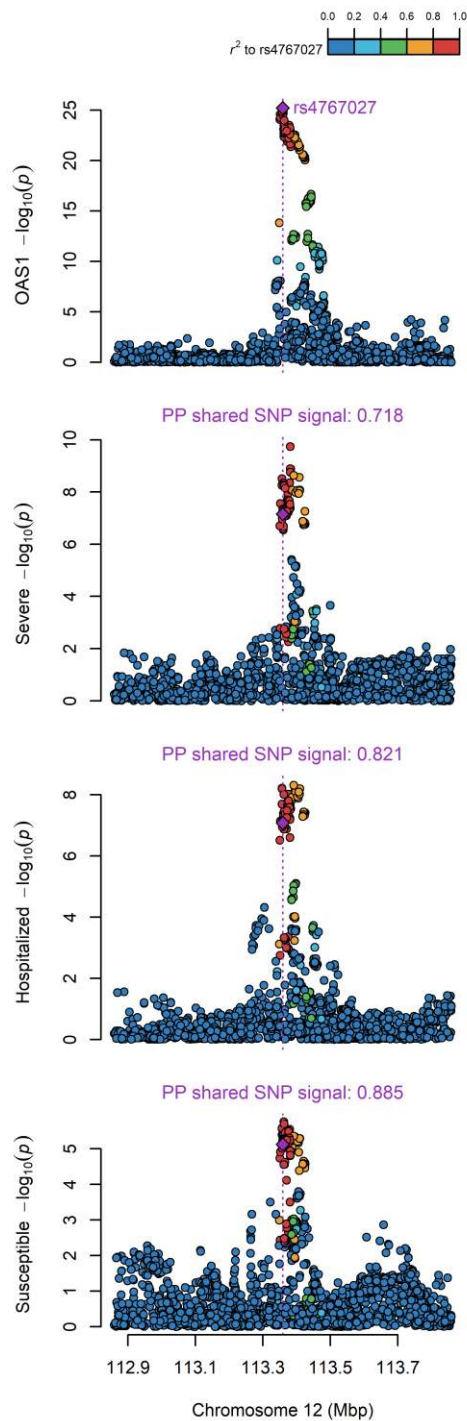 0.0 0.2 0.4 0.6 0.8 1.0
r² to rs4767027
rs4767027
OAS1 −log₁₀(p)
25
20
15
10
5
0
PP shared SNP signal: 0.718
Severe −log₁₀(p)
10
8
6
4
2
0
PP shared SNP signal: 0.821
Hospitalized −log₁₀(p)
8
6
4
2
0
PP shared SNP signal: 0.885
Susceptible −log₁₀(p)
5
4
3
2
1
0
112.9 113.1 113.3 113.5 113.7
Chromosome 12 (Mbp)